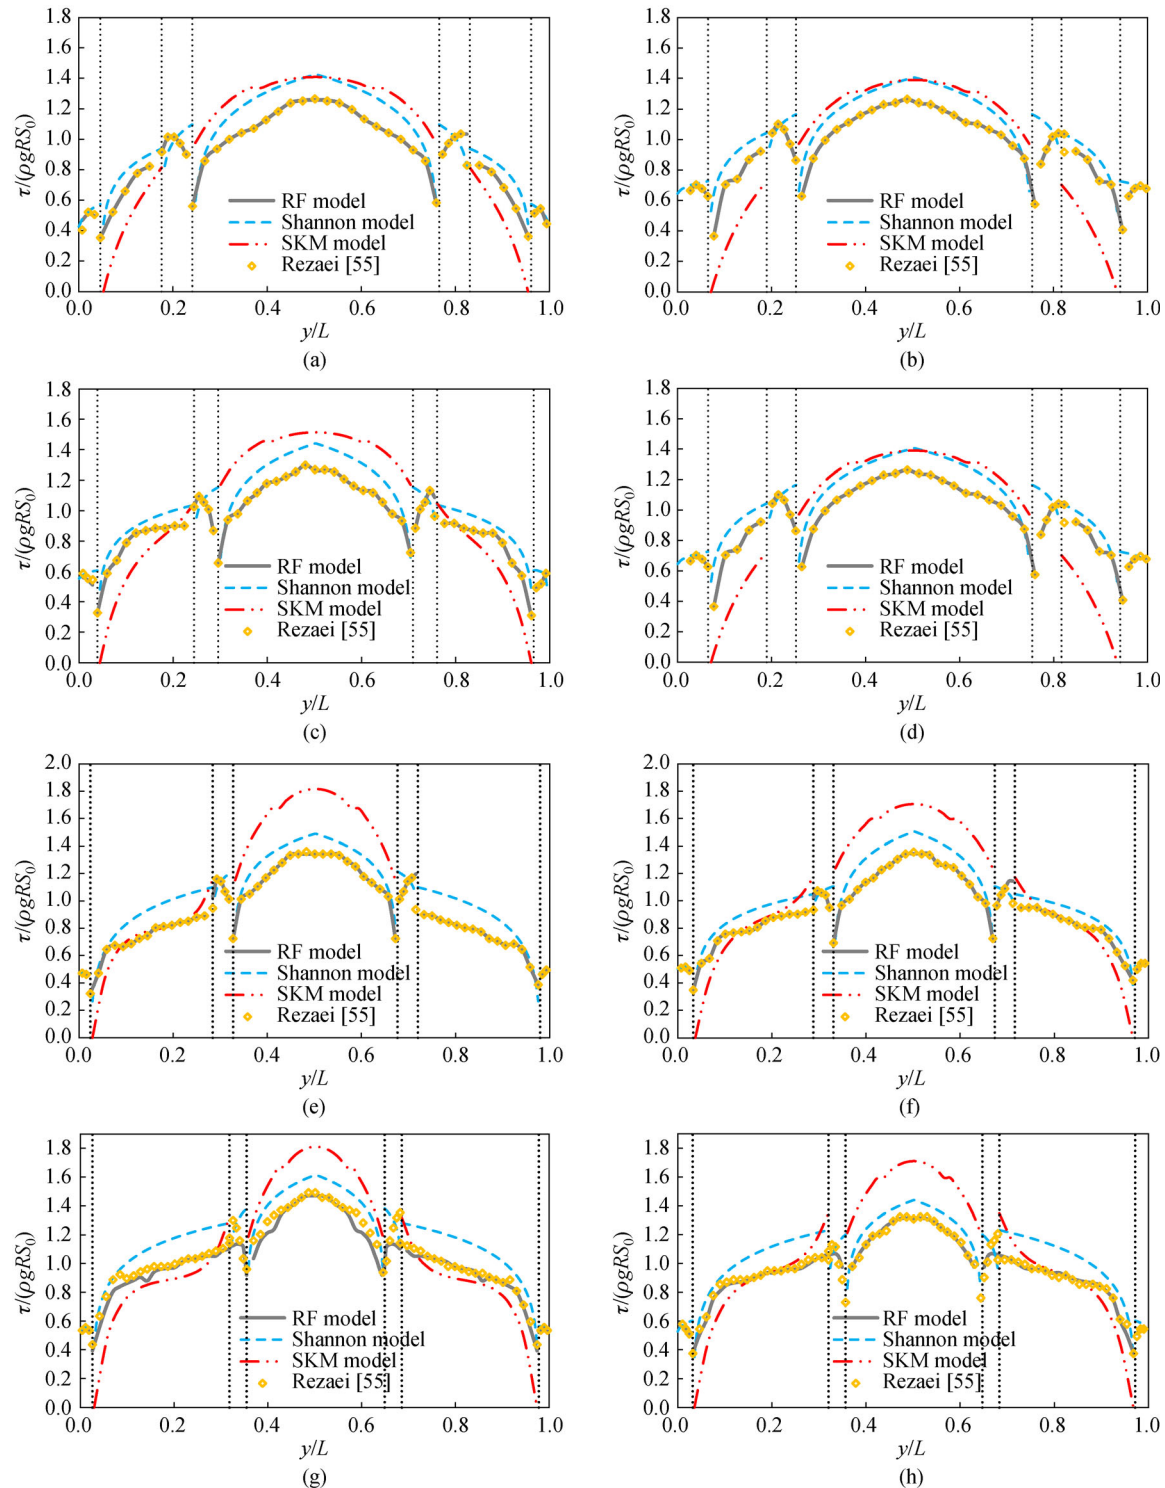 1.8
1.6
1.4
1.2
1.0
0.8
0.6
0.4
0.2
0.0
τ/(ρgRS₀)
RF model
Shannon model
SKM model
Rezaei [55]
0.0 0.2 0.4 0.6 0.8 1.0
y/L
(a)
1.8
1.6
1.4
1.2
1.0
0.8
0.6
0.4
0.2
0.0
τ/(ρgRS₀)
RF model
Shannon model
SKM model
Rezaei [55]
0.0 0.2 0.4 0.6 0.8 1.0
y/L
(b)
1.8
1.6
1.4
1.2
1.0
0.8
0.6
0.4
0.2
0.0
τ/(ρgRS₀)
RF model
Shannon model
SKM model
Rezaei [55]
0.0 0.2 0.4 0.6 0.8 1.0
y/L
(c)
1.8
1.6
1.4
1.2
1.0
0.8
0.6
0.4
0.2
0.0
τ/(ρgRS₀)
RF model
Shannon model
SKM model
Rezaei [55]
0.0 0.2 0.4 0.6 0.8 1.0
y/L
(d)
2.0
1.8
1.6
1.4
1.2
1.0
0.8
0.6
0.4
0.2
0.0
τ/(ρgRS₀)
RF model
Shannon model
SKM model
Rezaei [55]
0.0 0.2 0.4 0.6 0.8 1.0
y/L
(e)
2.0
1.8
1.6
1.4
1.2
1.0
0.8
0.6
0.4
0.2
0.0
τ/(ρgRS₀)
RF model
Shannon model
SKM model
Rezaei [55]
0.0 0.2 0.4 0.6 0.8 1.0
y/L
(f)
1.8
1.6
1.4
1.2
1.0
0.8
0.6
0.4
0.2
0.0
τ/(ρgRS₀)
RF model
Shannon model
SKM model
Rezaei [55]
0.0 0.2 0.4 0.6 0.8 1.0
y/L
(g)
1.8
1.6
1.4
1.2
1.0
0.8
0.6
0.4
0.2
0.0
τ/(ρgRS₀)
RF model
Shannon model
SKM model
Rezaei [55]
0.0 0.2 0.4 0.6 0.8 1.0
y/L
(h)